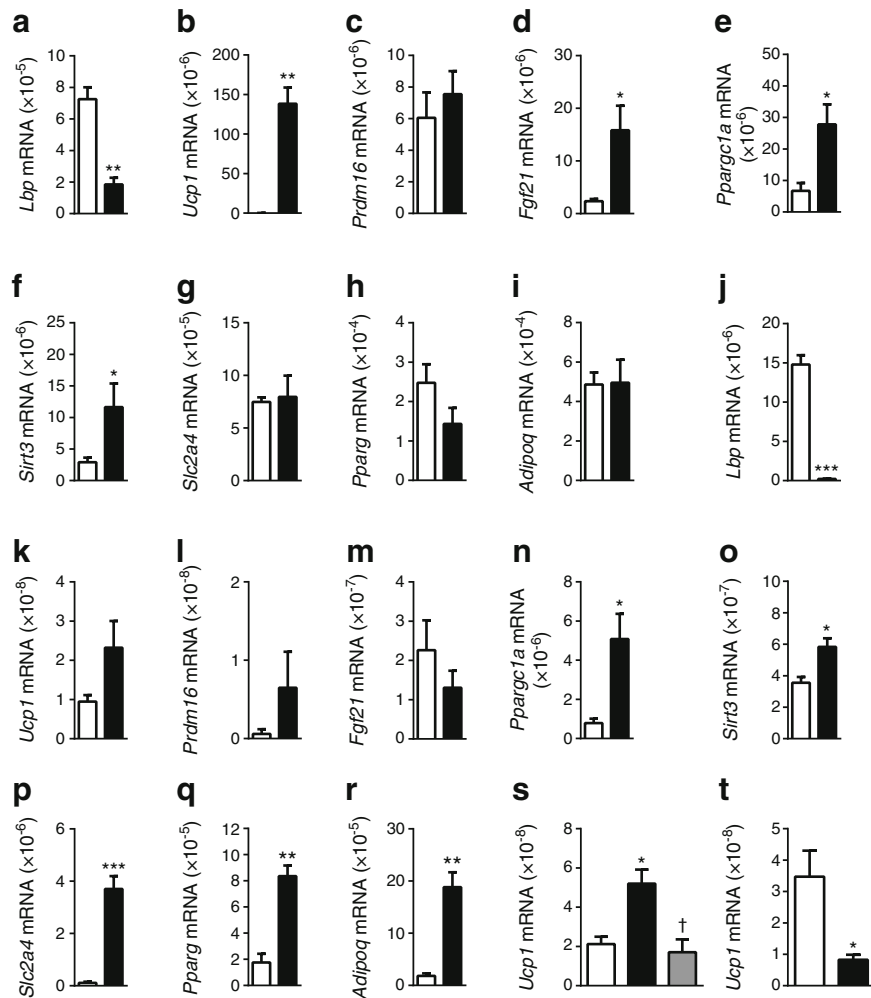 a
Lbp mRNA (×10-5)
10
8
6
4
2
0
**
b
Ucp1 mRNA (×10-6)
200
150
100
50
0
**
c
Prdm16 mRNA (×10-6)
10
8
6
4
2
0
d
Fgf21 mRNA (×10-6)
30
20
10
0
*
e
Ppargc1a mRNA
(×10-6)
50
40
30
20
10
0
*
f
Sirt3 mRNA (×10-6)
25
20
15
10
5
0
*
g
Slc2a4 mRNA (×10-5)
15
10
5
0
h
Pparg mRNA (×10-4)
4
3
2
1
0
i
Adipoq mRNA (×10-4)
8
6
4
2
0
j
Lbp mRNA (×10-6)
20
15
10
5
0
***
k
Ucp1 mRNA (×10-8)
4
3
2
1
0
l
Prdm16 mRNA (×10-8)
2
1
0
m
Fgf21 mRNA (×10-7)
4
3
2
1
0
n
Ppargc1a mRNA
(×10-6)
8
6
4
2
0
*
o
Sirt3 mRNA (×10-7)
10
8
6
4
2
0
*
p
Slc2a4 mRNA (×10-6)
6
4
2
0
***
q
Pparg mRNA (×10-5)
12
10
8
6
4
2
0
**
r
Adipoq mRNA (×10-5)
30
20
10
0
**
s
Ucp1 mRNA (×10-8)
8
6
4
2
0
*
†
t
Ucp1 mRNA (×10-8)
5
4
3
2
1
0
*